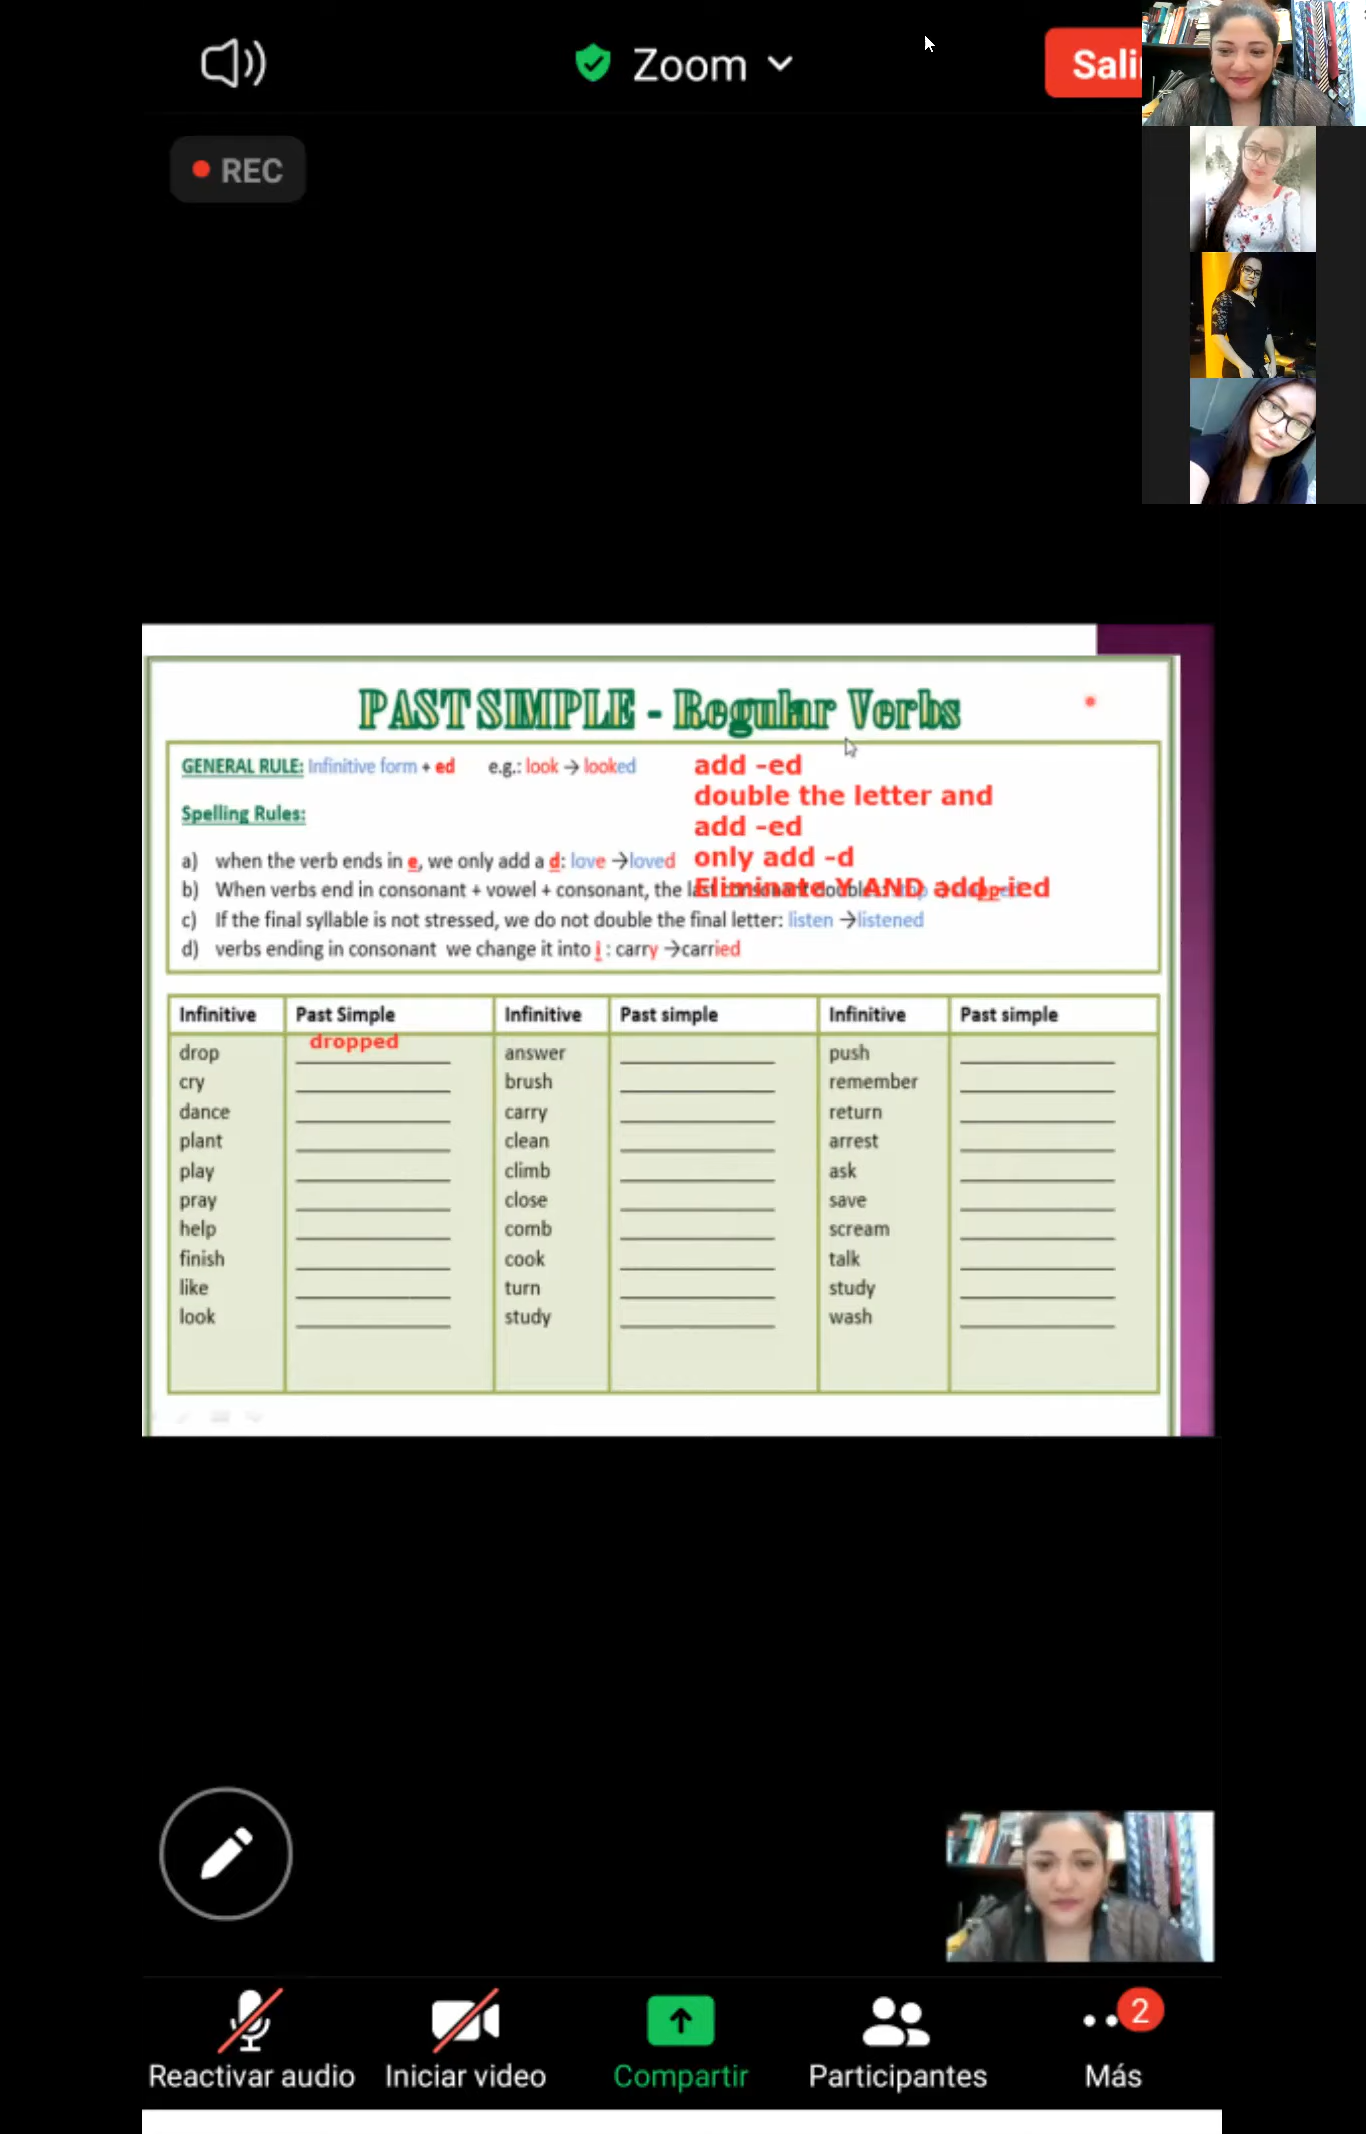 Zoom
Sali
REC
PAST SIMPLE - Regular Verbs
GENERAL RULE: Infinitive form + ed e.g.: look → looked
add -ed
double the letter and
add -ed
only add -d
Eliminate Y AND add -ied
Spelling Rules:
a) when the verb ends in e, we only add a d: love → loved
b) When verbs end in consonant + vowel + consonant, the last consonant doubles:
c) If the final syllable is not stressed, we do not double the final letter: listen → listened
d) verbs ending in consonant we change it into i : carry → carried
Infinitive Past Simple Infinitive Past simple Infinitive Past simple
drop dropped answer push
cry brush remember
dance carry return
plant clean arrest
play climb ask
pray close save
help comb scream
finish cook talk
like turn study
look study wash
2
Reactivar audio Iniciar video Compartir Participantes Más